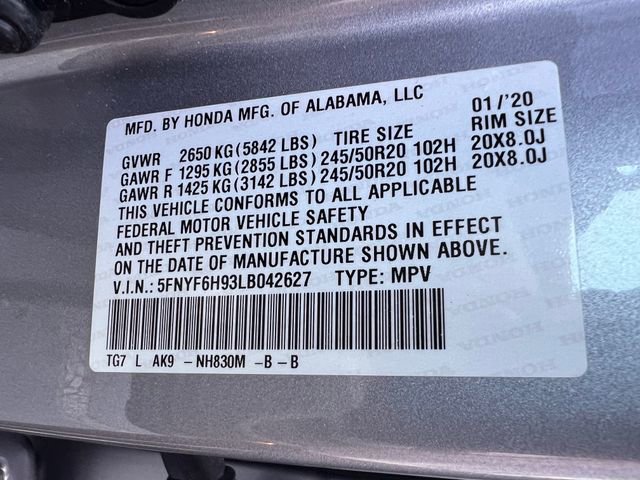 MFD. BY HONDA MFG. OF ALABAMA, LLC 01/'20
GVWR 2650 KG (5842 LBS) TIRE SIZE RIM SIZE
GAWR F 1295 KG (2855 LBS) 245/50R20 102H 20X8.0J
GAWR R 1425 KG (3142 LBS) 245/50R20 102H 20X8.0J
THIS VEHICLE CONFORMS TO ALL APPLICABLE
FEDERAL MOTOR VEHICLE SAFETY
AND THEFT PREVENTION STANDARDS IN EFFECT
ON THE DATE OF MANUFACTURE SHOWN ABOVE.
V.I.N.: 5FNYF6H93LB042627 TYPE: MPV
TG7 L AK9 -NH830M -B-B